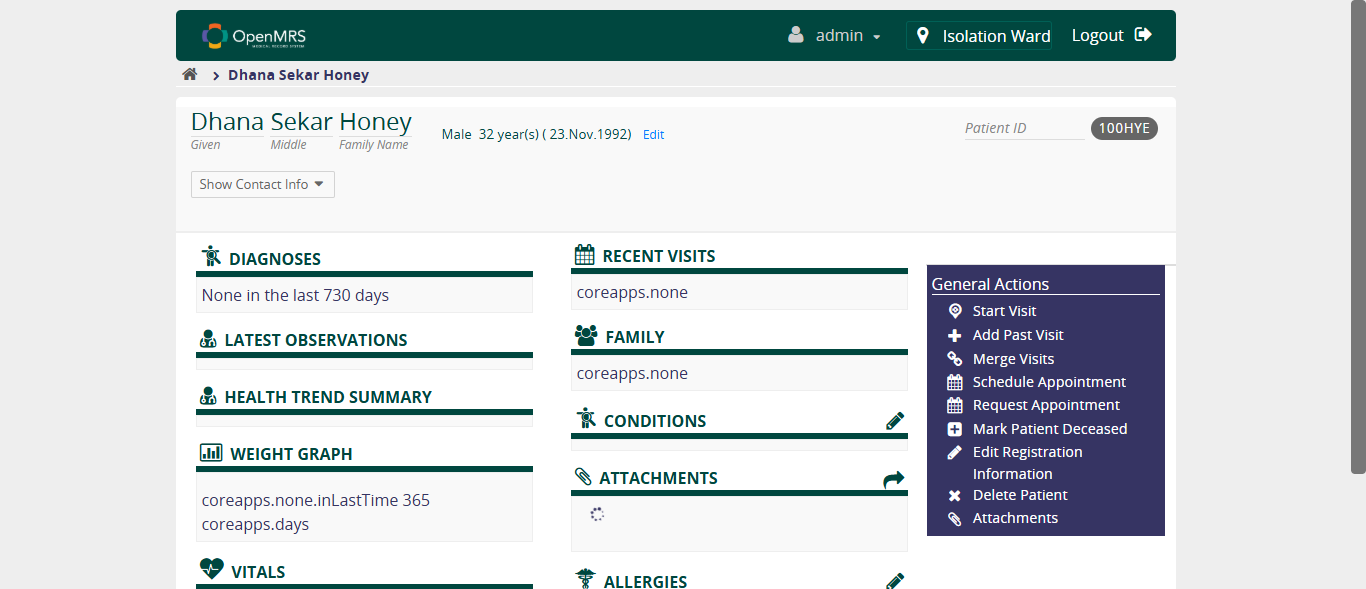 OpenMRS
MEDICAL RECORD SYSTEM
admin
Isolation Ward
Logout
Dhana Sekar Honey
Dhana Sekar Honey
Given Middle Family Name
Male 32 year(s) ( 23.Nov.1992) Edit
Patient ID 100HYE
Show Contact Info
DIAGNOSES
None in the last 730 days
LATEST OBSERVATIONS
HEALTH TREND SUMMARY
WEIGHT GRAPH
coreapps.none.inLastTime 365
coreapps.days
VITALS
RECENT VISITS
coreapps.none
FAMILY
coreapps.none
CONDITIONS
ATTACHMENTS
ALLERGIES
General Actions
Start Visit
Add Past Visit
Merge Visits
Schedule Appointment
Request Appointment
Mark Patient Deceased
Edit Registration
Information
Delete Patient
Attachments